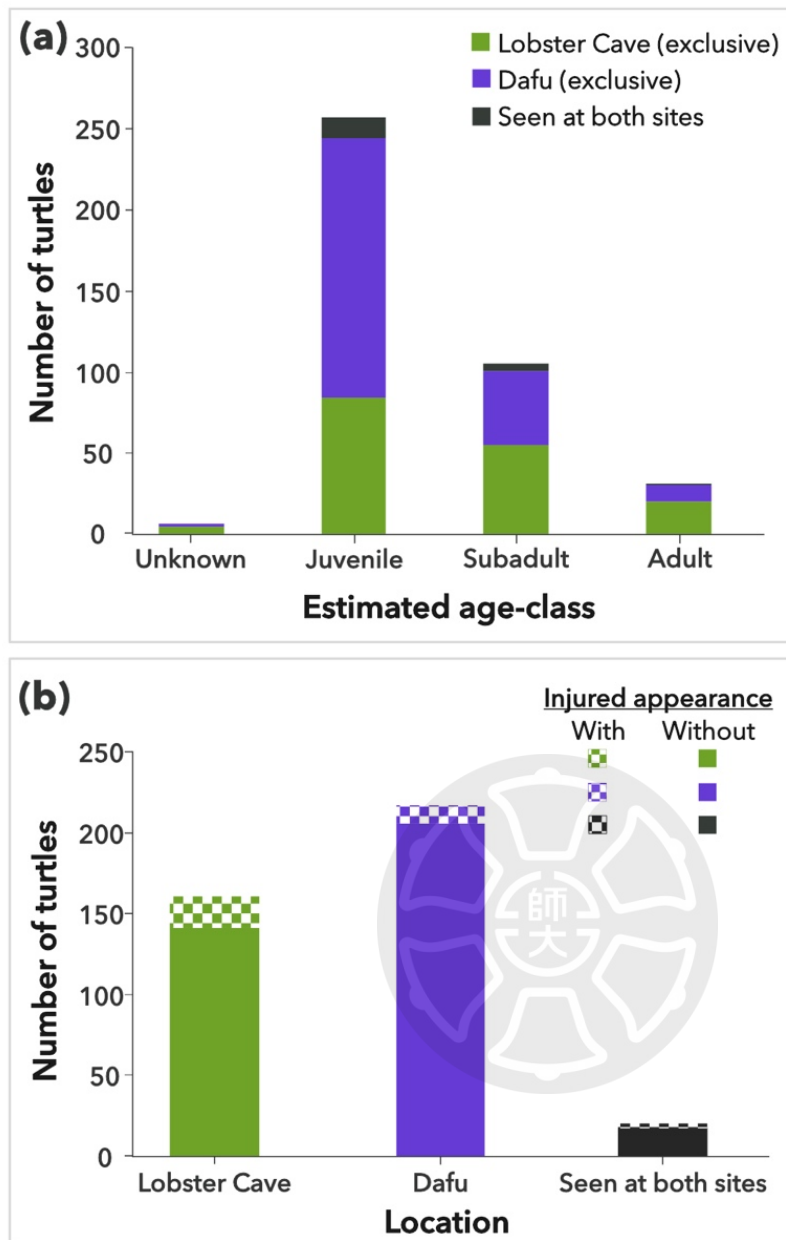 (a)
300
250
200
150
100
50
0
Number of turtles
Lobster Cave (exclusive)
Dafu (exclusive)
Seen at both sites
Unknown Juvenile Subadult Adult
Estimated age-class
(b)
Injured appearance
With Without
250
200
150
100
50
0
Number of turtles
師
大
Lobster Cave Dafu Seen at both sites
Location